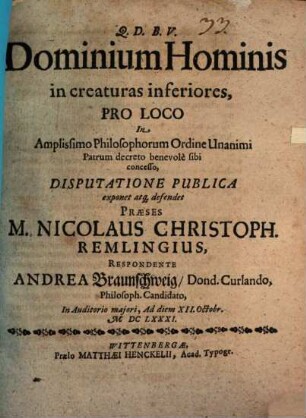 Q. D. B. V.
33
Dominium Hominis
in creaturas inferiores,
PRO LOCO
In
Amplissimo Philosophorum Ordine Unanimi
Patrum decreto benevolè sibi
concesso,
DISPUTATIONE PUBLICA
exponet atq; defendet
PRÆSES
M. NICOLAUS CHRISTOPH.
REMLINGIUS,
RESPONDENTE
ANDREA Braunschweig/ Dond. Curlando,
Philosoph. Candidato,
In Auditorio majori, Ad diem XII. Octobr.
M DC LXXXI.
WITTENBERGÆ,
Prælo MATTHÆI HENCKELII, Acad. Typogr.